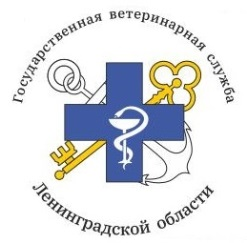 Государственная ветеринарная служба
Ленинградской области